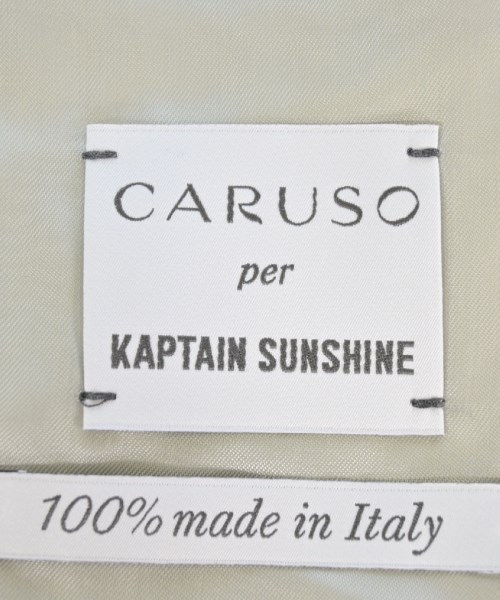 CARUSO
per
KAPTAIN SUNSHINE
100% made in Italy